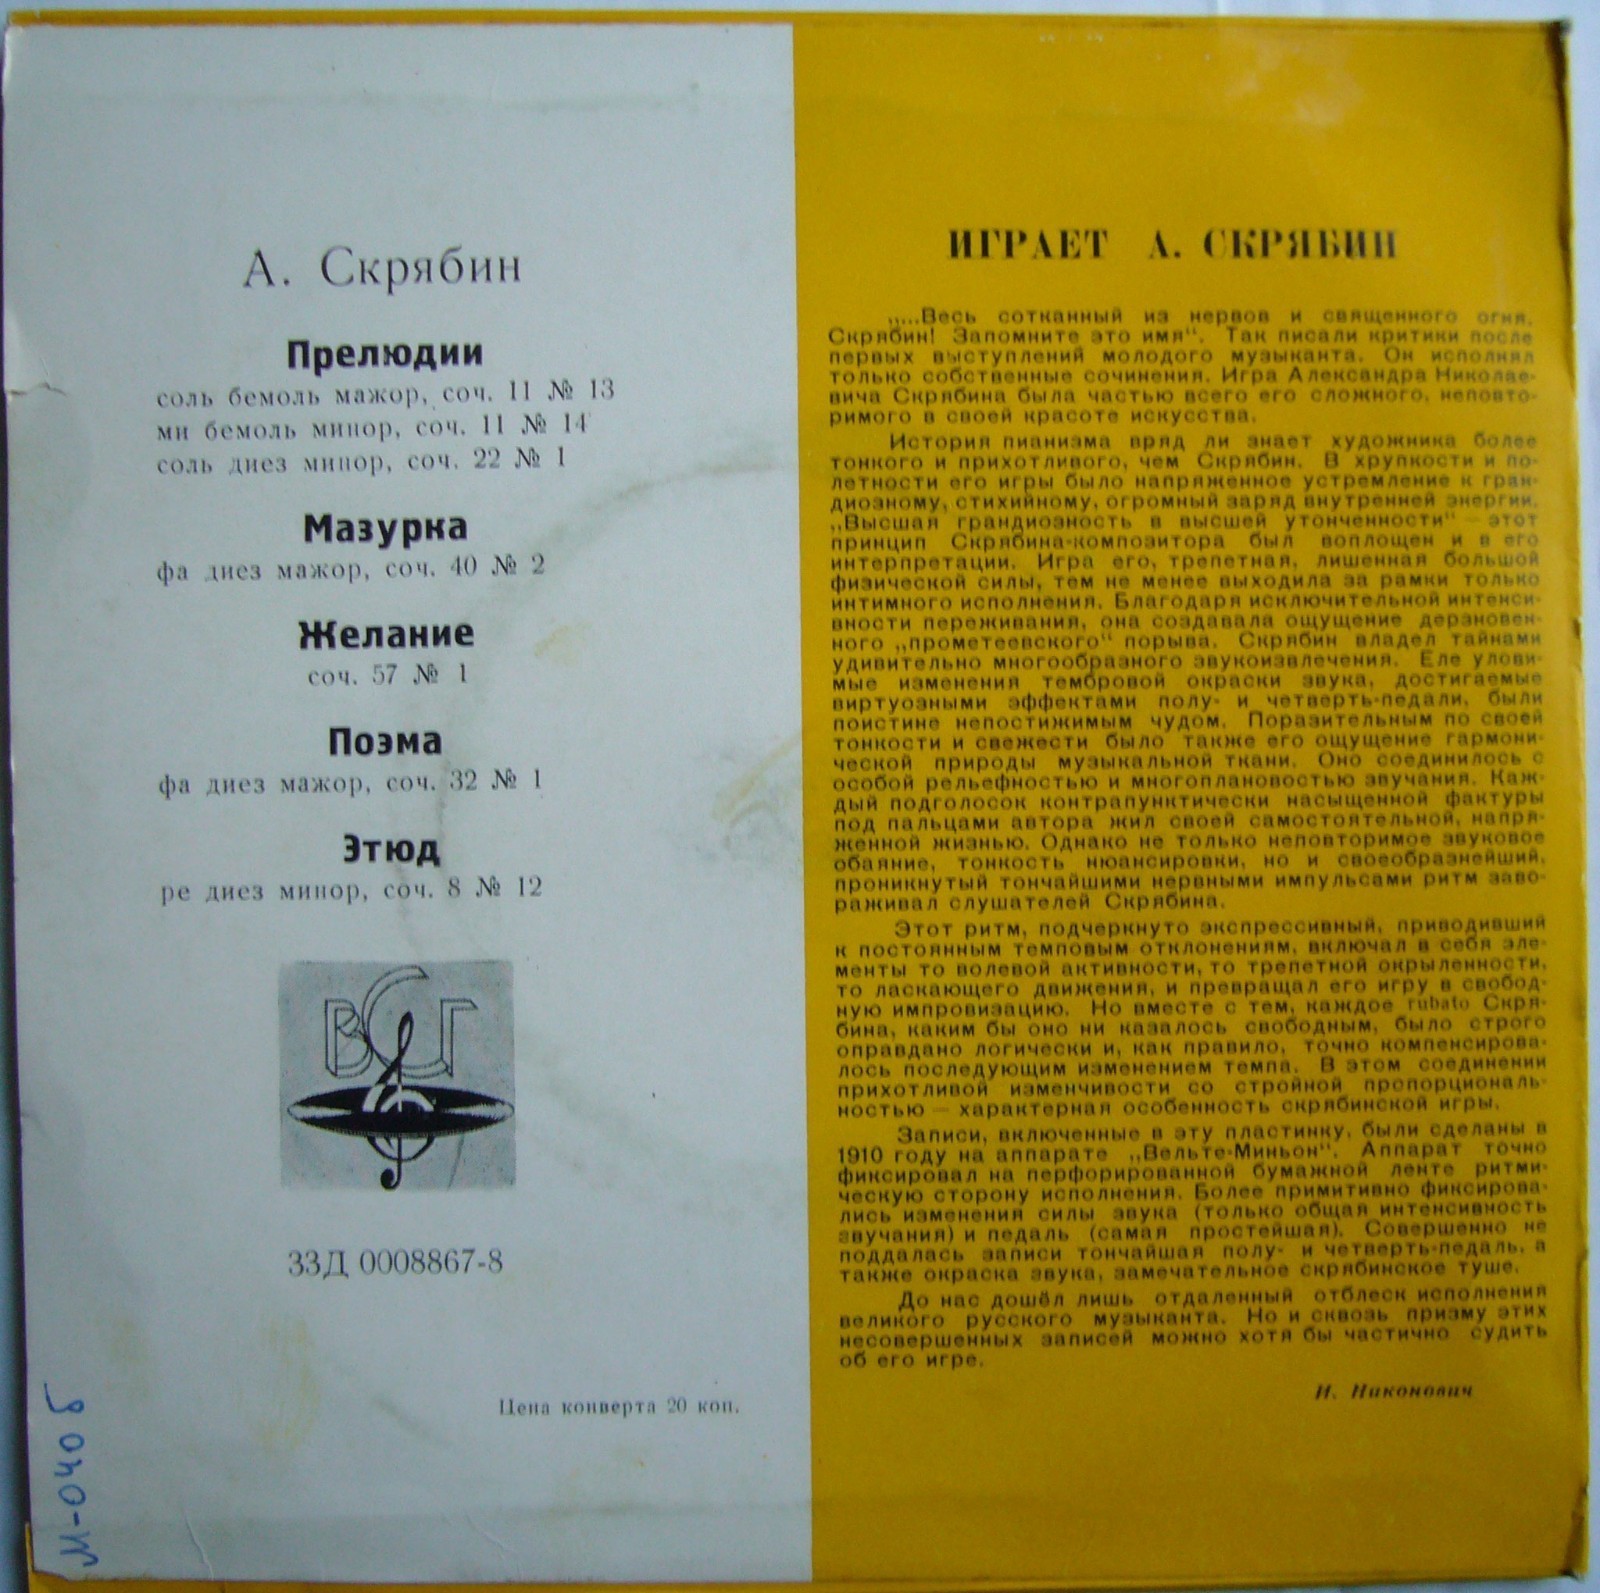 А. Скрябин
Прелюдии
соль бемоль мажор, соч. 11 № 13
ми бемоль минор, соч. 11 № 14
соль диез минор, соч. 22 № 1
Мазурка
фа диез мажор, соч. 40 № 2
Желание
соч. 57 № 1
Поэма
фа диез мажор, соч. 32 № 1
Этюд
ре диез минор, соч. 8 № 12
ВСГ
33Д 0008867-8
Цена конверта 20 коп.
ИГРАЕТ А. СКРЯБИН
„...Весь сотканный из нервов и священного огня.
Скрябин! Запомните это имя“. Так писали критики после
первых выступлений молодого музыканта. Он исполнял
только собственные сочинения. Игра Александра Николае-
вича Скрябина была частью всего его сложного, неповто-
римого в своей красоте искусства.
История пианизма вряд ли знает художника более
тонкого и прихотливого, чем Скрябин. В хрупкости и по-
летности его игры было напряженное устремление к гран-
диозному, стихийному, огромный заряд внутренней энергии.
„Высшая грандиозность в высшей утонченности“ — этот
принцип Скрябина-композитора был воплощен и в его
интерпретации. Игра его, трепетная, лишенная большой
физической силы, тем не менее выходила за рамки только
интимного исполнения. Благодаря исключительной интенси-
вности переживания, она создавала ощущение дерзновен-
ного „прометеевского“ порыва. Скрябин владел тайнами
удивительно многообразного звукоизвлечения. Еле улови-
мые изменения тембровой окраски звука, достигаемые
виртуозными эффектами полу- и четверть-педали, были
поистине непостижимым чудом. Поразительным по своей
тонкости и свежести было также его ощущение гармони-
ческой природы музыкальной ткани. Оно соединилось с
особой рельефностью и многоплановостью звучания. Каж-
дый подголосок контрапунктически насыщенной фактуры
под пальцами автора жил своей самостоятельной, напря-
женной жизнью. Однако не только неповторимое звуковое
обаяние, тонкость нюансировки, но и своеобразнейший,
проникнутый тончайшими нервными импульсами ритм заво-
раживал слушателей Скрябина.
Этот ритм, подчеркнуто экспрессивный, приводивший
к постоянным темповым отклонениям, включал в себя эле-
менты то волевой активности, то трепетной окрыленности,
то ласкающего движения, и превращал его игру в свобод-
ную импровизацию. Но вместе с тем, каждое rubato Скря-
бина, каким бы оно ни казалось свободным, было строго
оправдано логически и, как правило, точно компенсирова-
лось последующим изменением темпа. В этом соединении
прихотливой изменчивости со стройной пропорциональ-
ностью — характерная особенность скрябинской игры.
Записи, включенные в эту пластинку, были сделаны в
1910 году на аппарате „Вельте-Миньон“. Аппарат точно
фиксировал на перфорированной бумажной ленте ритми-
ческую сторону исполнения. Более примитивно фиксирова-
лись изменения силы звука (только общая интенсивность
звучания) и педаль (самая простейшая). Совершенно не
поддалась записи тончайшая полу- и четверть-педаль, а
также окраска звука, замечательное скрябинское туше.
До нас дошёл лишь отдаленный отблеск исполнения
великого русского музыканта. Но и сквозь призму этих
несовершенных записей можно хотя бы частично судить
об его игре.
И. Никонович